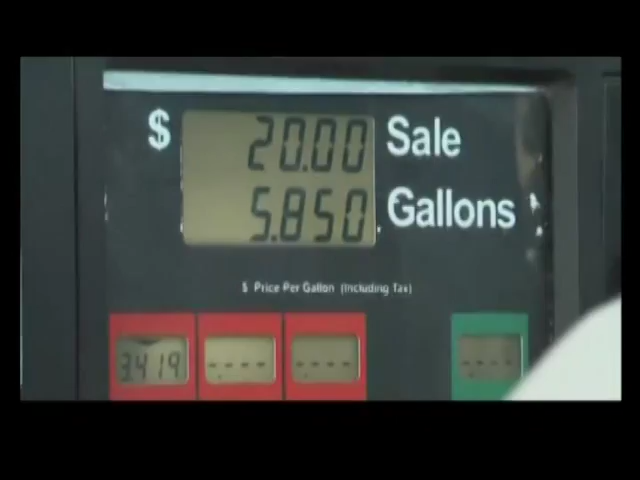 $ 20.00 Sale
5.850 Gallons
$ Price Per Gallon (Including Tax)
3.419 ---- ---- ----